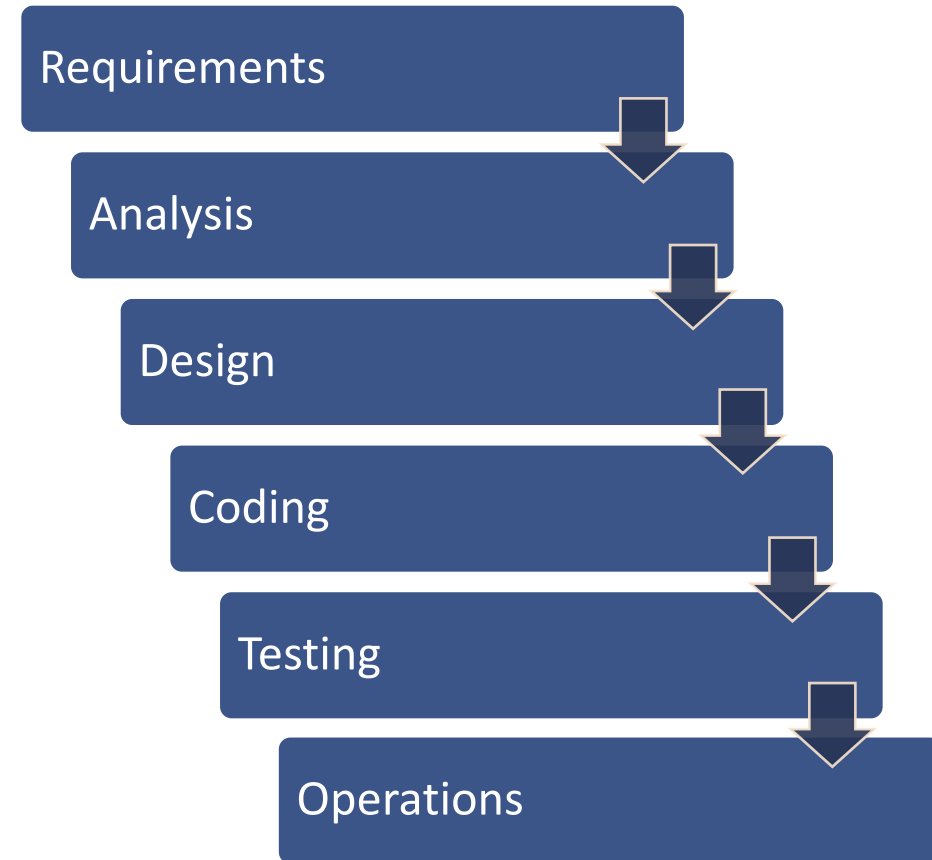 Requirements
Analysis
Design
Coding
Testing
Operations